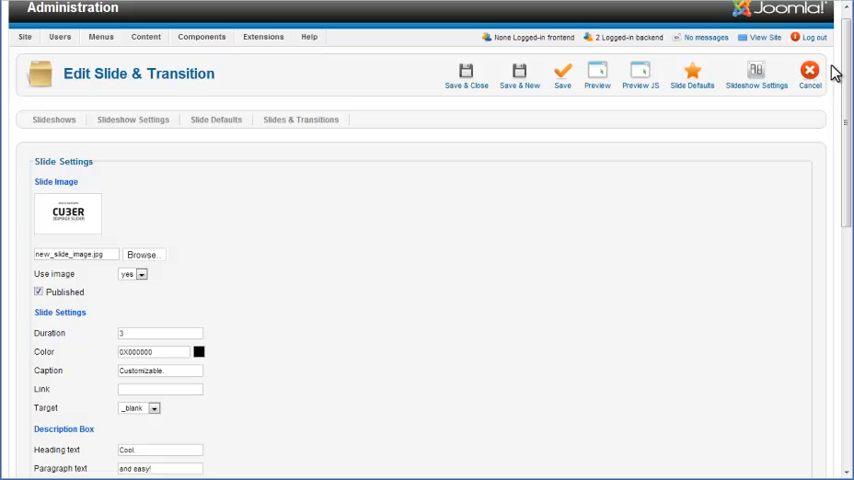 Administration
Joomla!
Site Users Menus Content Components Extensions Help None Logged-in frontend 2 Logged-in backend No messages View Site Log out
Edit Slide & Transition
Save & Close Save & New Save Preview Preview JS Slide Defaults Slideshow Settings Cancel
Slideshows Slideshow Settings Slide Defaults Slides & Transitions
Slide Settings
Slide Image
CU3ER
new_slide_image.jpg Browse..
Use image yes
Published
Slide Settings
Duration 3
Color 0X000000
Caption Customizable.
Link
Target _blank
Description Box
Heading text Cool
Paragraph text and easy!